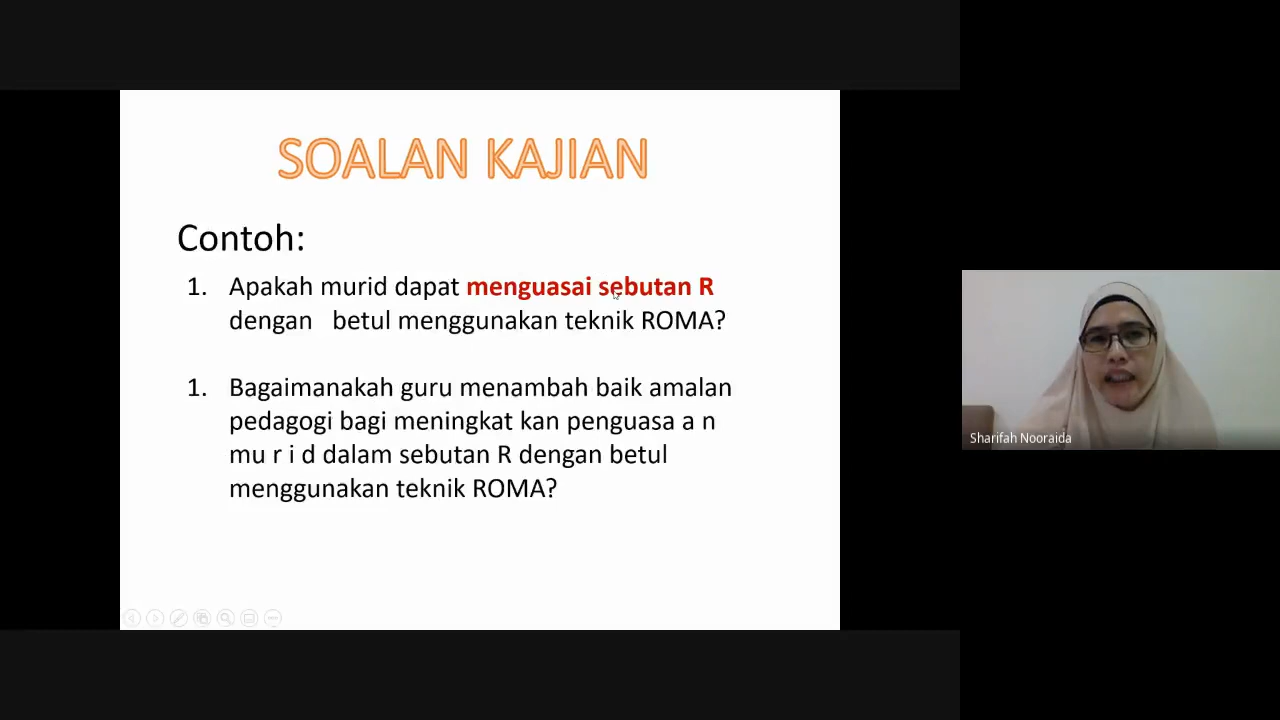 SOALAN KAJIAN
Contoh:
1. Apakah murid dapat menguasai sebutan R
dengan betul menggunakan teknik ROMA?
1. Bagaimanakah guru menambah baik amalan
pedagogi bagi meningkat kan penguasa a n
mu r i d dalam sebutan R dengan betul
menggunakan teknik ROMA?
Sharifah Nooraida